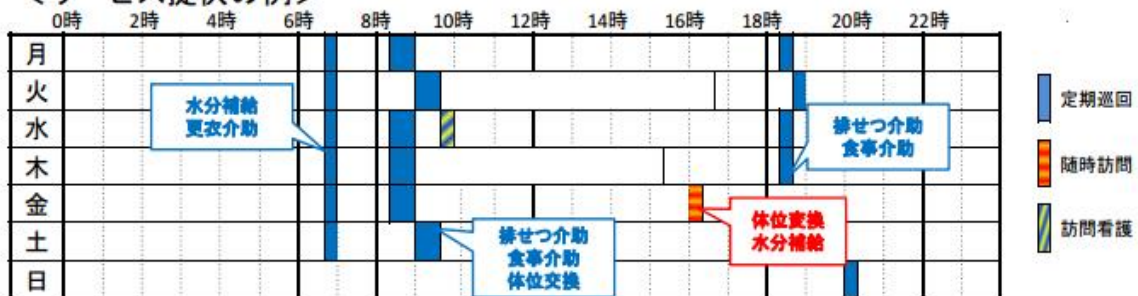 0時 2時 4時 6時 8時 10時 12時 14時 16時 18時 20時 22時
月
火
水
木
金
土
日
水分補給
更衣介助
排せつ介助
食事介助
排せつ介助
食事介助
体位交換
体位変換
水分補給
定期巡回
随時訪問
訪問看護